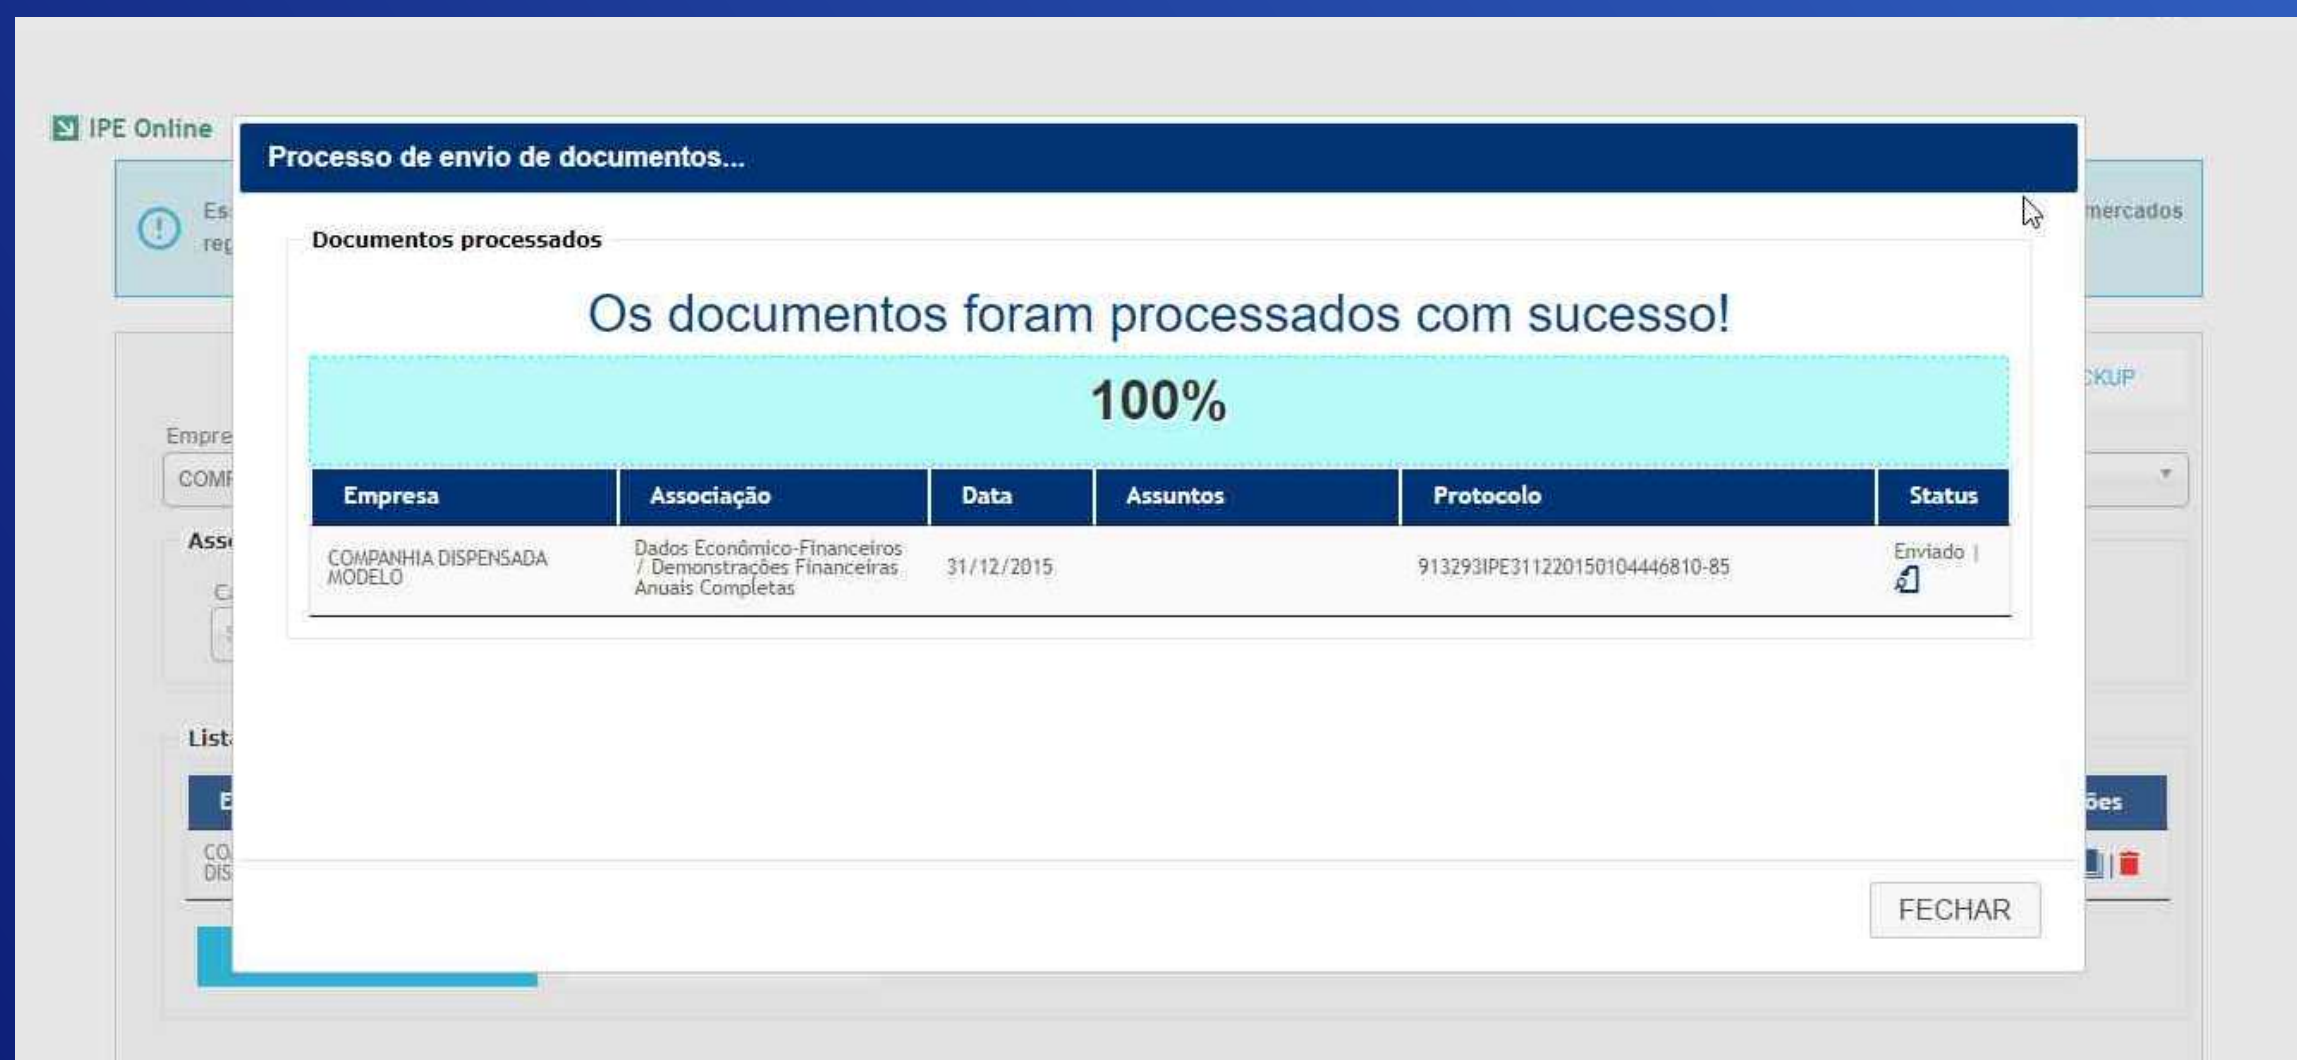 IPE Online
Processo de envio de documentos...
mercados
Documentos processados
Os documentos foram processados com sucesso!
100%
Empresa Associação Data Assuntos Protocolo Status
COMPANHIA DISPENSADA
MODELO
Dados Econômico-Financeiros
/ Demonstrações Financeiras
Anuais Completas
31/12/2015
913293IPE311220150104446810-85
Enviado |
FECHAR